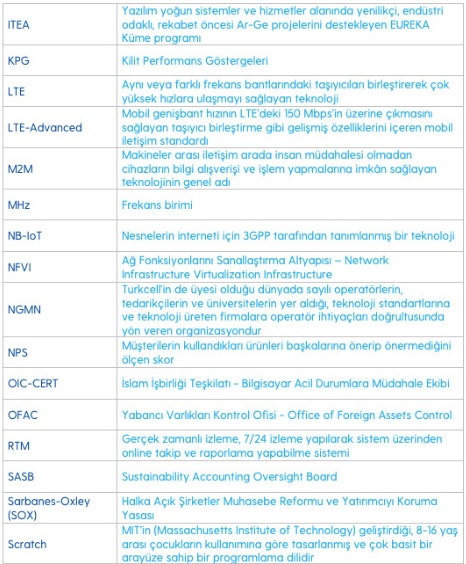 ITEA
Yazılım yoğun sistemler ve hizmetler alanında yenilikçi, endüstri
odaklı, rekabet öncesi Ar-Ge projelerini destekleyen EUREKA
Küme programı
KPG
Kilit Performans Göstergeleri
LTE
Aynı veya farklı frekans bantlarındaki taşıyıcıları birleştirerek çok
yüksek hızlara ulaşmayı sağlayan teknoloji
LTE-Advanced
Mobil genişbant hızının LTE'deki 150 Mbps'in üzerine çıkmasını
sağlayan taşıyıcı birleştirme gibi gelişmiş özelliklerini içeren mobil
iletişim standardı
M2M
Makineler arası iletişim arada insan müdahalesi olmadan
cihazların bilgi alışverişi ve işlem yapmalarına imkân sağlayan
teknolojinin genel adı
MHz
Frekans birimi
NB-IoT
Nesnelerin interneti için 3GPP tarafından tanımlanmış bir teknoloji
NFVI
Ağ Fonksiyonlarını Sanallaştırma Altyapısı – Network
Infrastructure Virtualization Infrastructure
NGMN
Turkcell'in de üyesi olduğu dünyada sayılı operatörlerin,
tedarikçilerin ve üniversitelerin yer aldığı, teknoloji standartlarına
ve teknoloji üreten firmalara operatör ihtiyaçları doğrultusunda
yön veren organizasyondur
NPS
Müşterilerin kullandıkları ürünleri başkalarına önerip önermediğini
ölçen skor
OIC-CERT
İslam İşbirliği Teşkilatı - Bilgisayar Acil Durumlara Müdahale Ekibi
OFAC
Yabancı Varlıkları Kontrol Ofisi - Office of Foreign Assets Control
RTM
Gerçek zamanlı izleme, 7/24 izleme yapılarak sistem üzerinden
online takip ve raporlama yapabilme sistemi
SASB
Sustainability Accounting Oversight Board
Sarbanes-Oxley
(SOX)
Halka Açık Şirketler Muhasebe Reformu ve Yatırımcıyı Koruma
Yasası
Scratch
MIT'in (Massachusetts Institute of Technology) geliştirdiği, 8-16 yaş
arası çocukların kullanımına göre tasarlanmış ve çok basit bir
arayüze sahip bir programlama dilidir